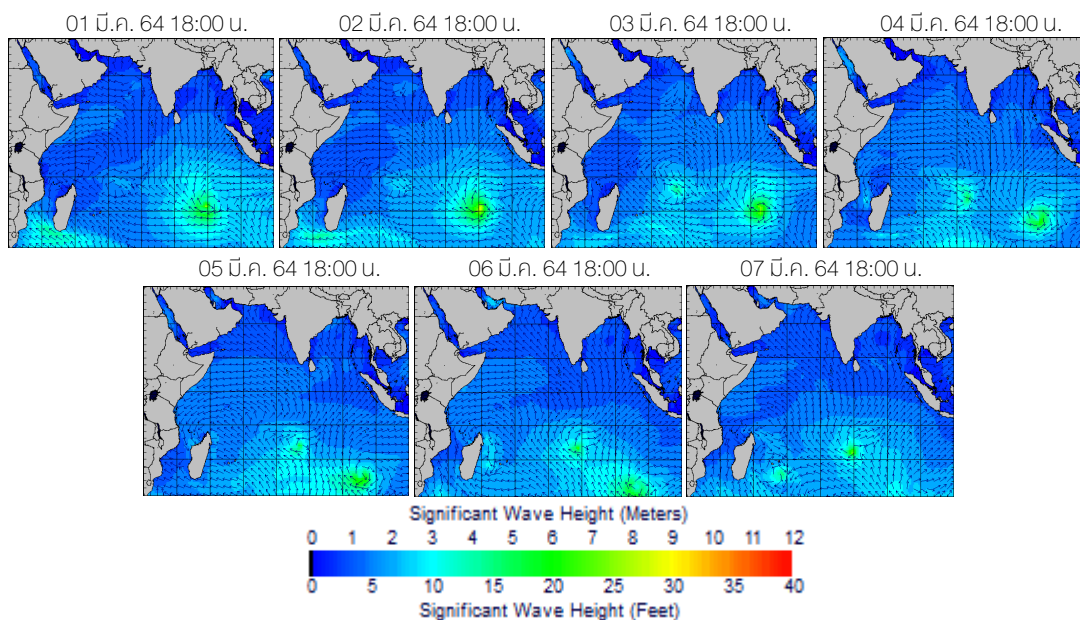 01 มี.ค. 64 18:00 น. 02 มี.ค. 64 18:00 น. 03 มี.ค. 64 18:00 น. 04 มี.ค. 64 18:00 น.
05 มี.ค. 64 18:00 น. 06 มี.ค. 64 18:00 น. 07 มี.ค. 64 18:00 น.
Significant Wave Height (Meters)
0 1 2 3 4 5 6 7 8 9 10 11 12
0 5 10 15 20 25 30 35 40
Significant Wave Height (Feet)